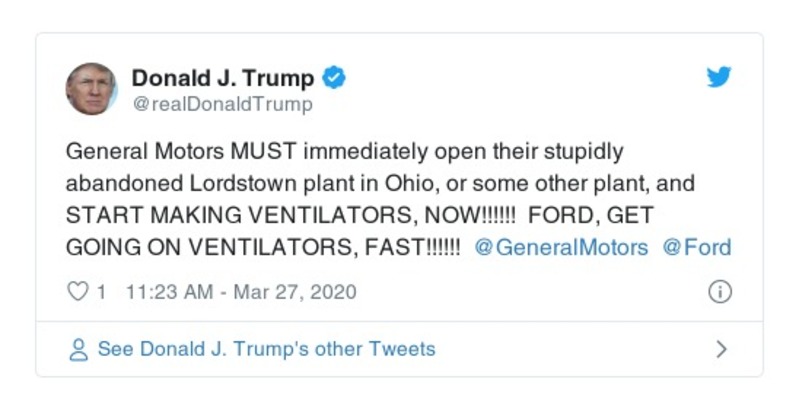 Donald J. Trump
@realDonaldTrump
General Motors MUST immediately open their stupidly
abandoned Lordstown plant in Ohio, or some other plant, and
START MAKING VENTILATORS, NOW!!!!!!  FORD, GET
GOING ON VENTILATORS, FAST!!!!!!  @GeneralMotors  @Ford
1  11:23 AM - Mar 27, 2020
See Donald J. Trump's other Tweets